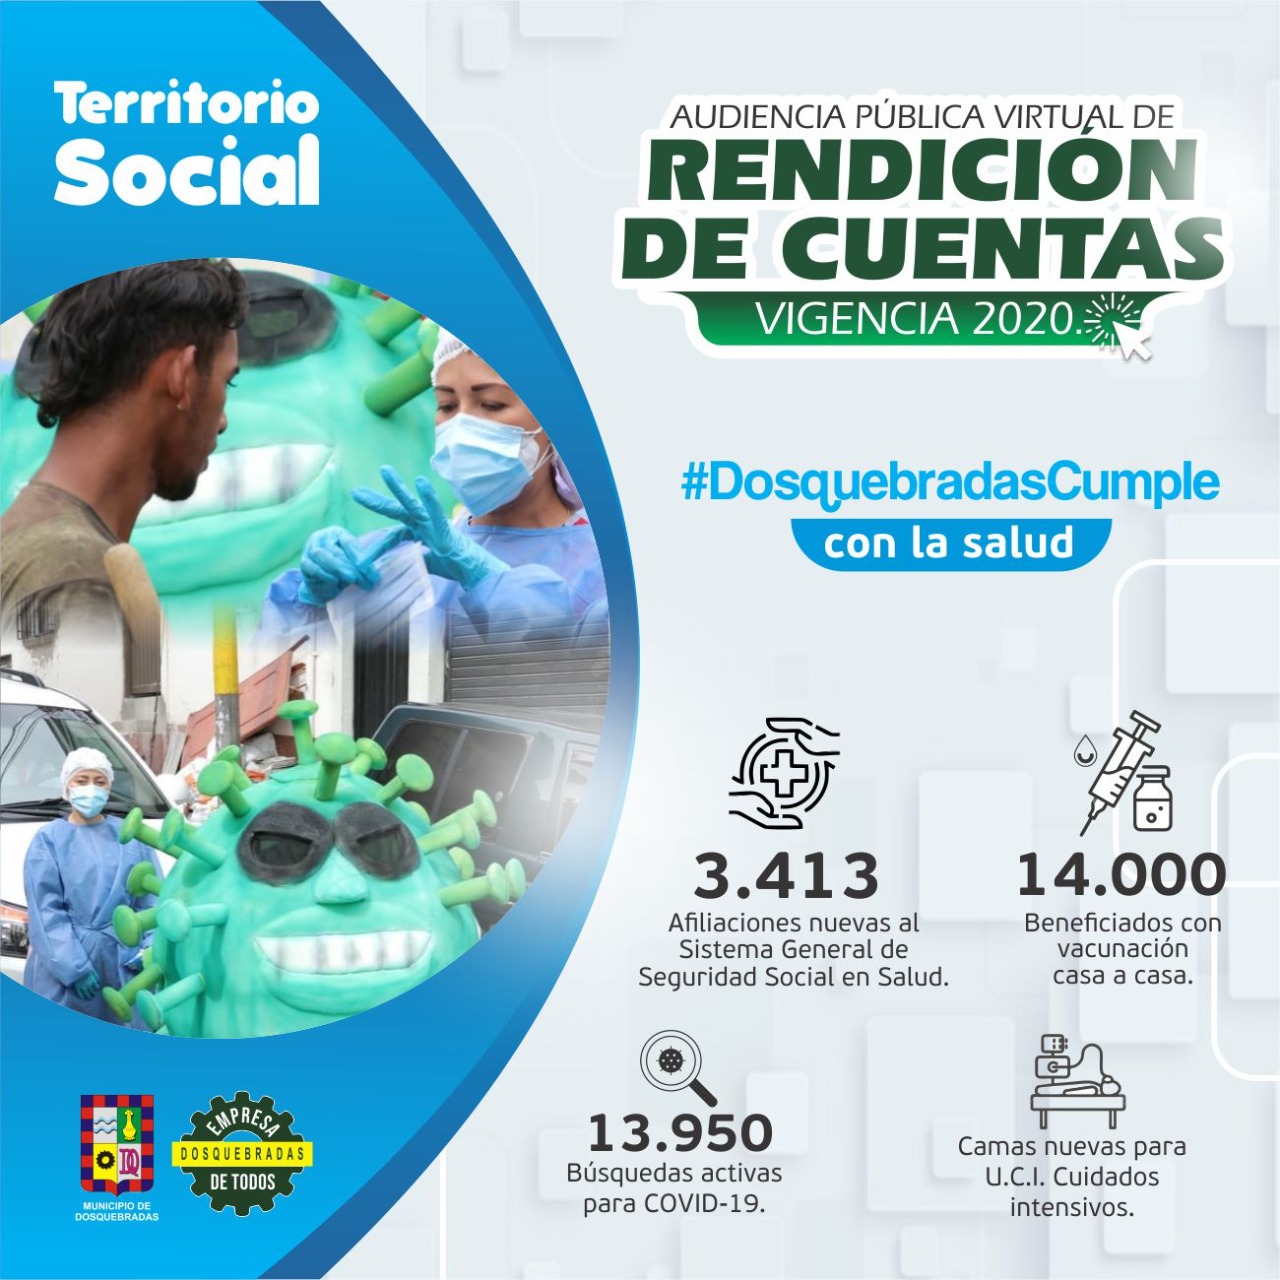 Territorio
Social
AUDIENCIA PÚBLICA VIRTUAL DE
RENDICIÓN
DE CUENTAS
VIGENCIA 2020.
#DosquebradasCumple
con la salud
3.413
Afiliaciones nuevas al
Sistema General de
Seguridad Social en Salud.
14.000
Beneficiados con
vacunación
casa a casa.
13.950
Búsquedas activas
para COVID-19.
Camas nuevas para
U.C.I. Cuidados
intensivos.
DQ
MUNICIPIO DE
DOSQUEBRADAS
EMPRESA
DOSQUEBRADAS
DE TODOS